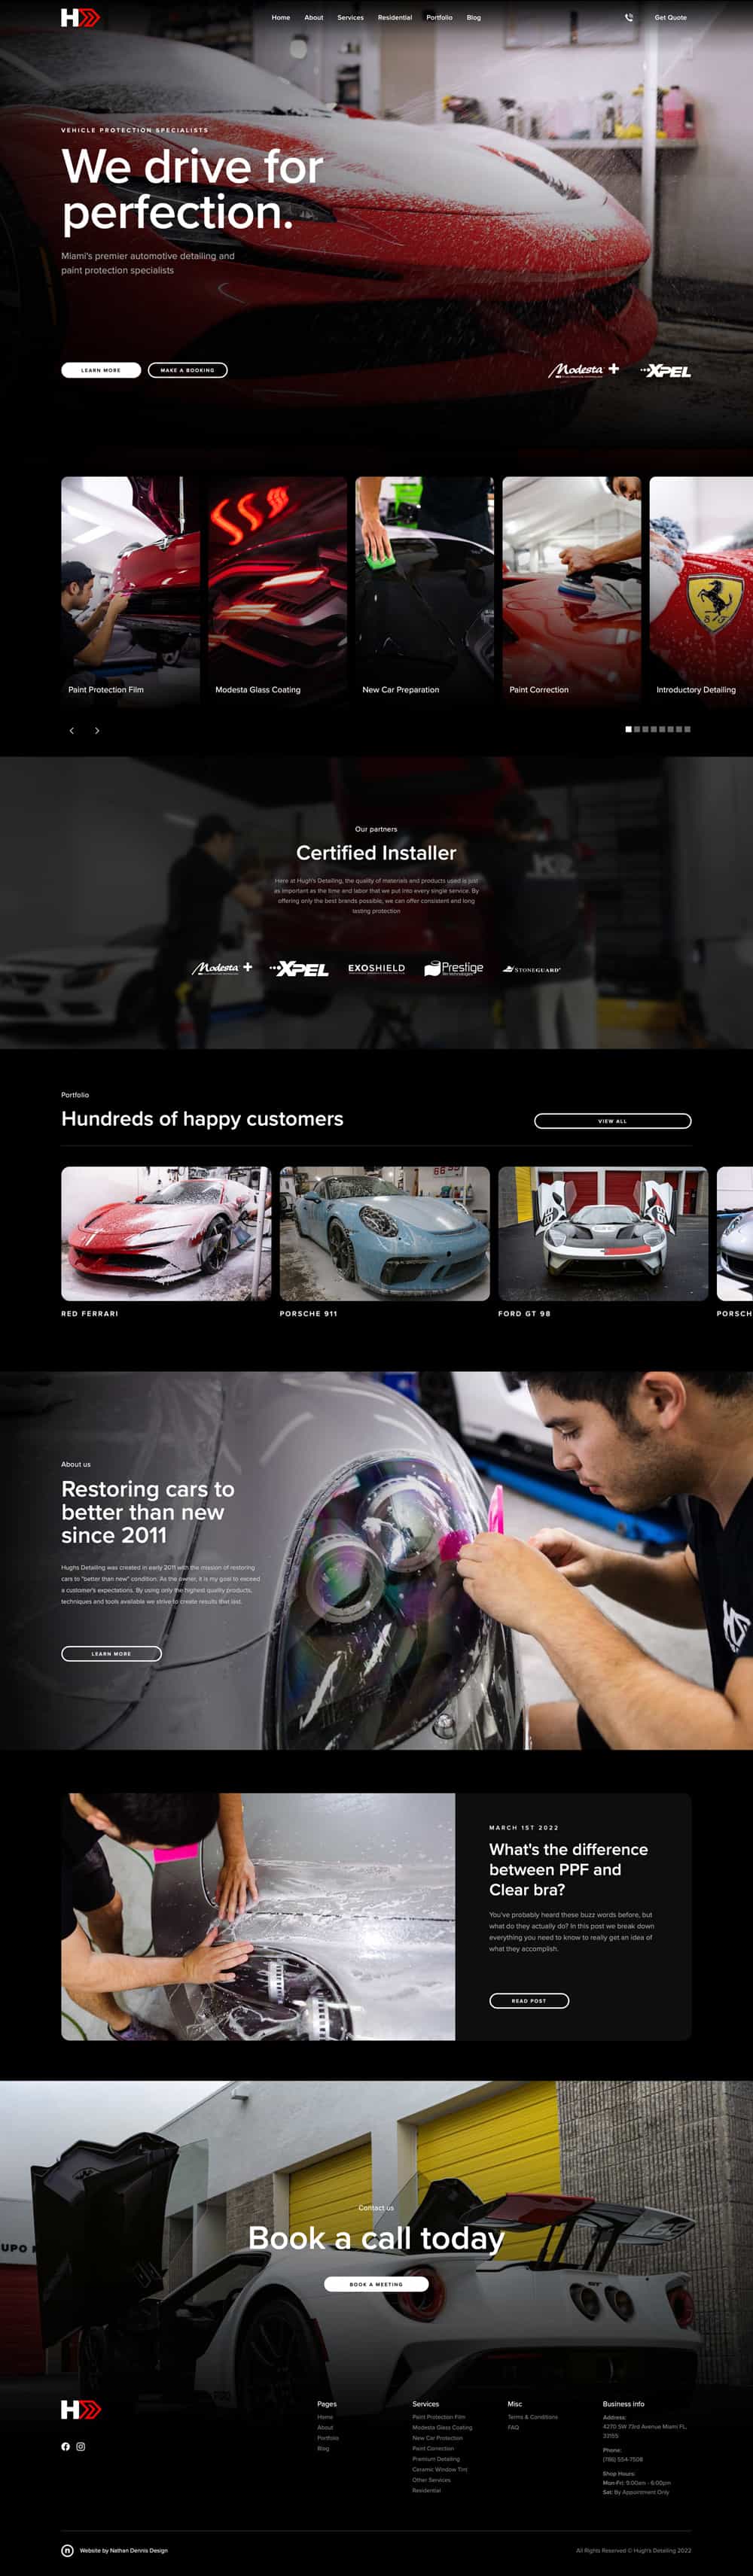 H
Home About Services Residential Portfolio Blog Get Quote
VEHICLE PROTECTION SPECIALISTS
We drive for
perfection.
Miami's premier automotive detailing and
paint protection specialists
LEARN MORE MAKE A BOOKING
Modesta XPEL
Paint Protection Film Modesta Glass Coating New Car Preparation Paint Correction Introductory Detailing
Our partners
Certified Installer
Here at Hugh's Detailing, the quality of materials and products used is just
as important as the time and labor that we put into every single service. By
offering only the best brands possible, we can offer consistent and long
lasting protection
Modesta XPEL EXOSHIELD Prestige STONEGUARD
Portfolio
Hundreds of happy customers
VIEW ALL
RED FERRARI PORSCHE 911 FORD GT 98 PORSCH
About us
Restoring cars to
better than new
since 2011
Hughs Detailing was created in early 2011 with the mission of restoring
cars to "better than new" condition. As the owner, it is my goal to exceed
a customer's expectations. By using only the highest quality products,
techniques and tools available we strive to create results that last.
LEARN MORE
MARCH 1ST 2022
What's the difference
between PPF and
Clear bra?
You've probably heard these buzz words before, but
what do they actually do? In this post we break down
everything you need to know to really get an idea of
what they accomplish.
READ POST
UPO
Contact us
Book a call today
BOOK A MEETING
H
Pages
Home
About
Portfolio
Blog
Services
Paint Protection Film
Modesta Glass Coating
New Car Protection
Paint Correction
Premium Detailing
Ceramic Window Tint
Other Services
Residential
Misc
Terms & Conditions
FAQ
Business info
Address:
4270 SW 73rd Avenue Miami FL,
33155
Phone:
(786) 554-7508
Shop Hours:
Mon-Fri: 9:00am - 6:00pm
Sat: By Appointment Only
Website by Nathan Dennis Design
All Rights Reserved © Hugh's Detailing 2022